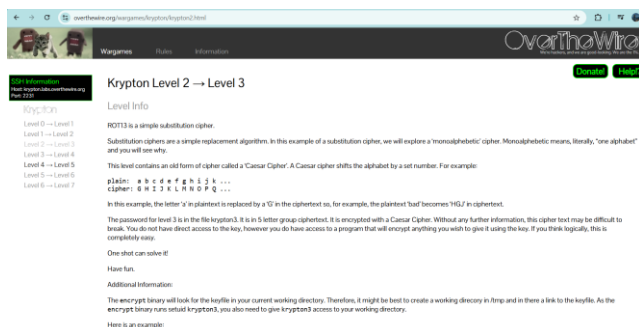 overthewire.org/wargames/krypton/krypton2.html
Wargames Rules Information
OverTheWire
We're hackers, and we are good-looking. We are the 1%.
Donate! Help!?
SSH Information
Host: krypton.labs.overthewire.org
Port: 2231
Krypton
Level 0 → Level 1
Level 1 → Level 2
Level 2 → Level 3
Level 3 → Level 4
Level 4 → Level 5
Level 5 → Level 6
Level 6 → Level 7
Krypton Level 2 → Level 3
Level Info
ROT13 is a simple substitution cipher.
Substitution ciphers are a simple replacement algorithm. In this example of a substitution cipher, we will explore a 'monoalphebetic' cipher. Monoalphebetic means, literally, "one alphabet"
and you will see why.
This level contains an old form of cipher called a 'Caesar Cipher'. A Caesar cipher shifts the alphabet by a set number. For example:
plain: a b c d e f g h i j k ...
cipher: G H I J K L M N O P Q ...
In this example, the letter 'a' in plaintext is replaced by a 'G' in the ciphertext so, for example, the plaintext 'bad' becomes 'HGJ' in ciphertext.
The password for level 3 is in the file krypton3. It is in 5 letter group ciphertext. It is encrypted with a Caesar Cipher. Without any further information, this cipher text may be difficult to
break. You do not have direct access to the key, however you do have access to a program that will encrypt anything you wish to give it using the key. If you think logically, this is
completely easy.
One shot can solve it!
Have fun.
Additional Information:
The encrypt binary will look for the keyfile in your current working directory. Therefore, it might be best to create a working direcory in /tmp and in there a link to the keyfile. As the
encrypt binary runs setuid krypton3, you also need to give krypton3 access to your working directory.
Here is an example: